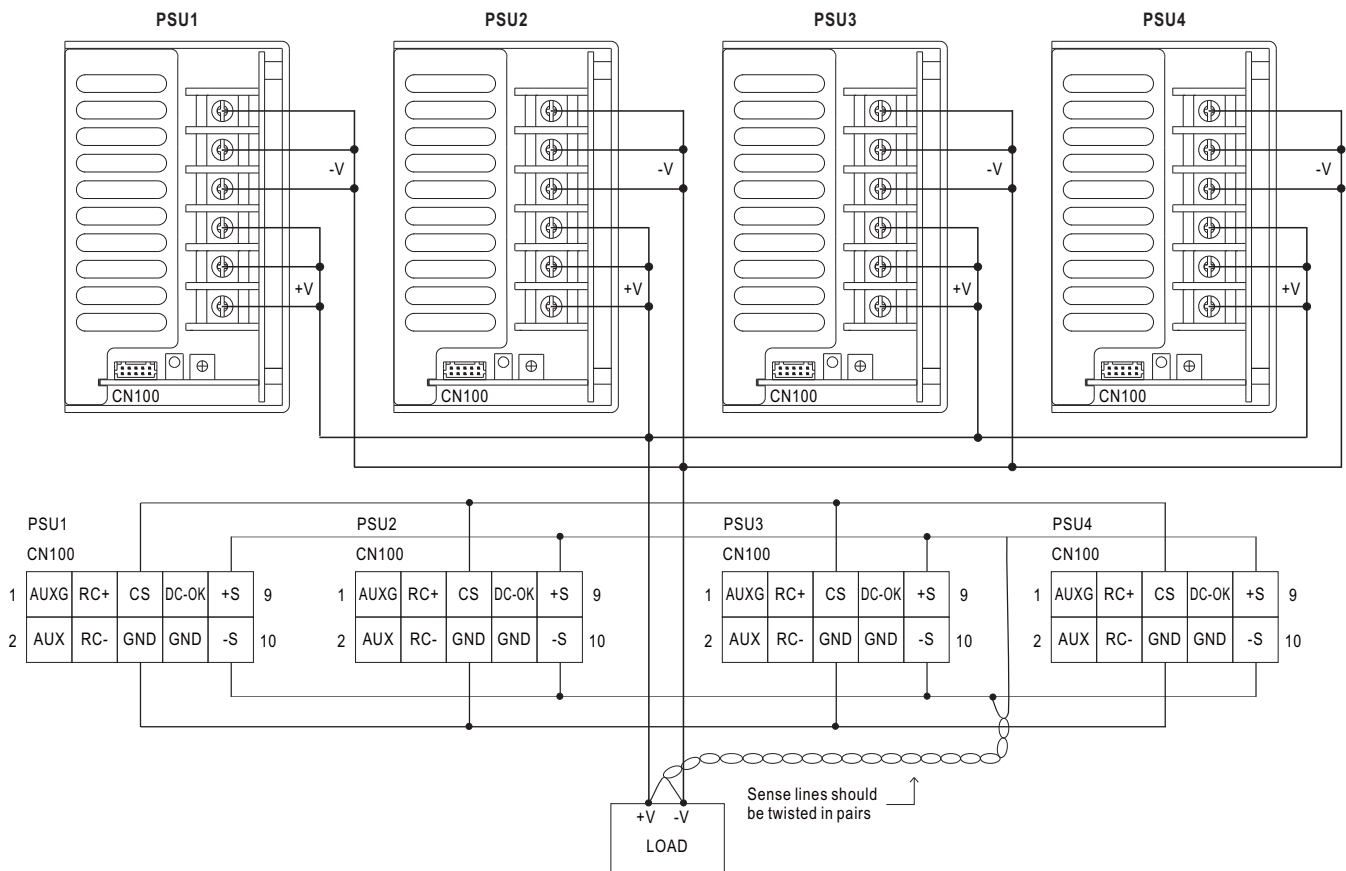 PSU1 PSU2 PSU3 PSU4
-V -V -V -V
+V +V +V +V
CN100 CN100 CN100 CN100
PSU1 PSU2 PSU3 PSU4
CN100 CN100 CN100 CN100
1 AUXG RC+ CS DC-OK +S 9 1 AUXG RC+ CS DC-OK +S 9 1 AUXG RC+ CS DC-OK +S 9 1 AUXG RC+ CS DC-OK +S 9
2 AUX RC- GND GND -S 10 2 AUX RC- GND GND -S 10 2 AUX RC- GND GND -S 10 2 AUX RC- GND GND -S 10
Sense lines should
be twisted in pairs
+V -V
LOAD